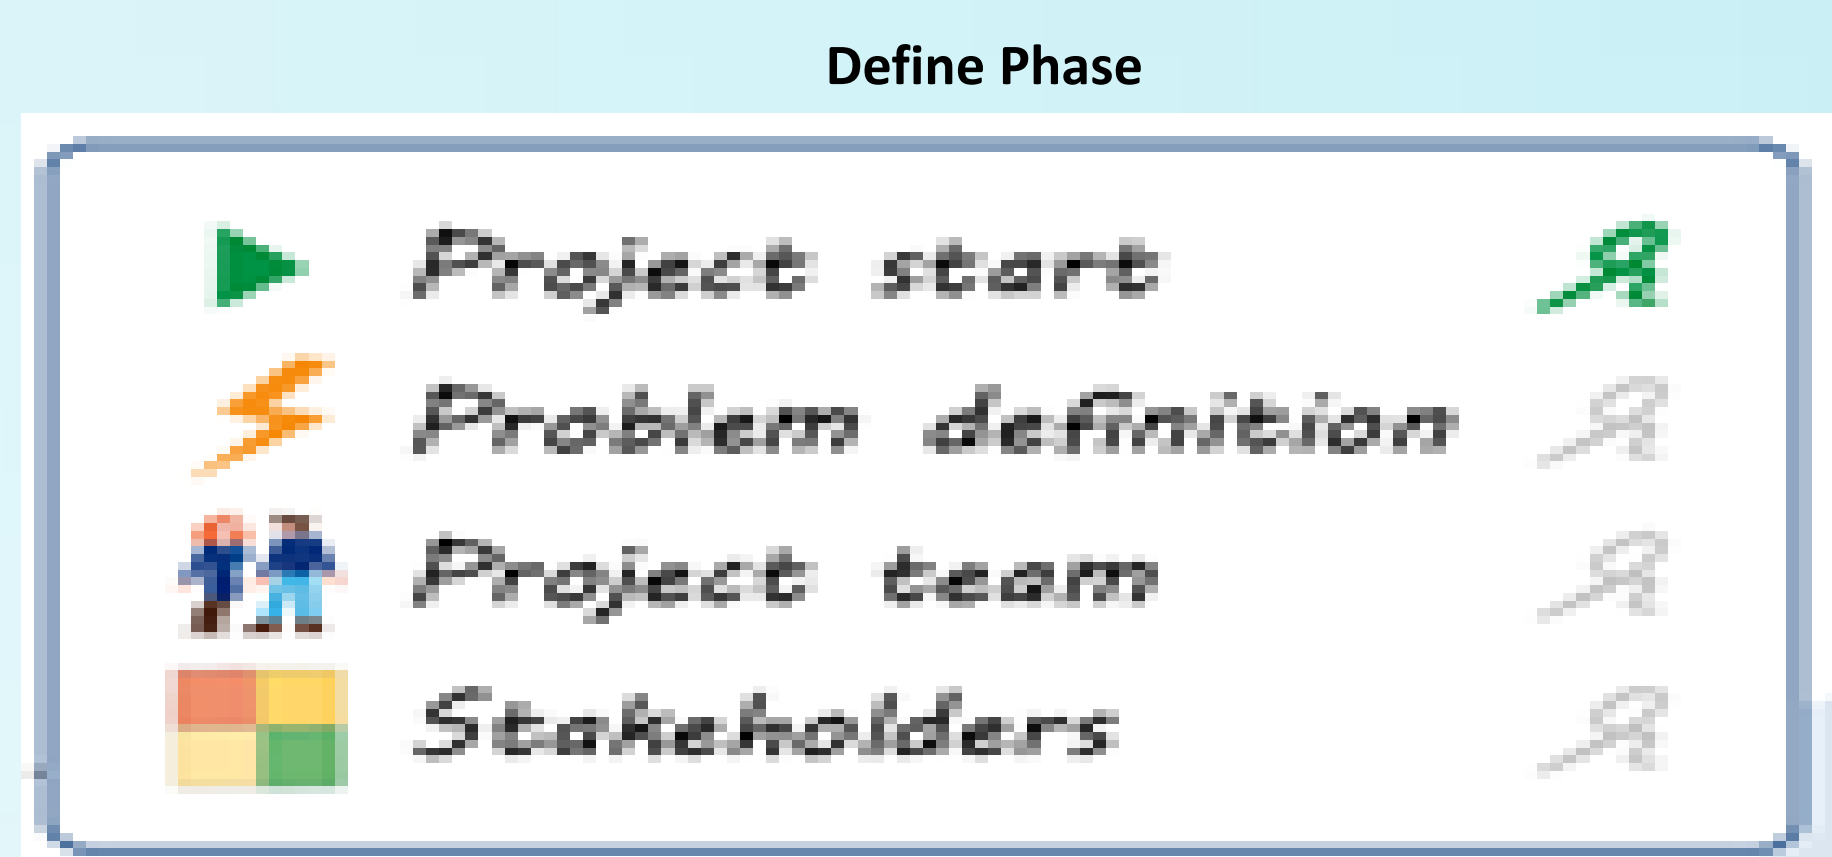 Define Phase
Project start
Problem definition
Project team
Stakeholders